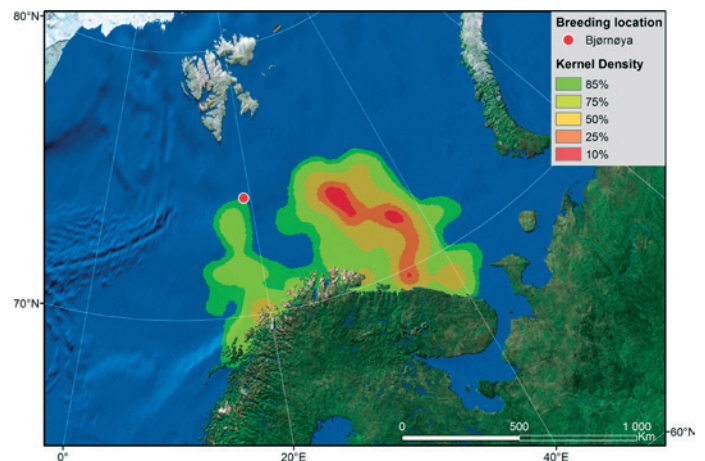 80°N
Breeding location
Bjørnøya
Kernel Density
85%
75%
50%
25%
10%
70°N
0 500 1 000
Km
60°N
0° 20°E 40°E